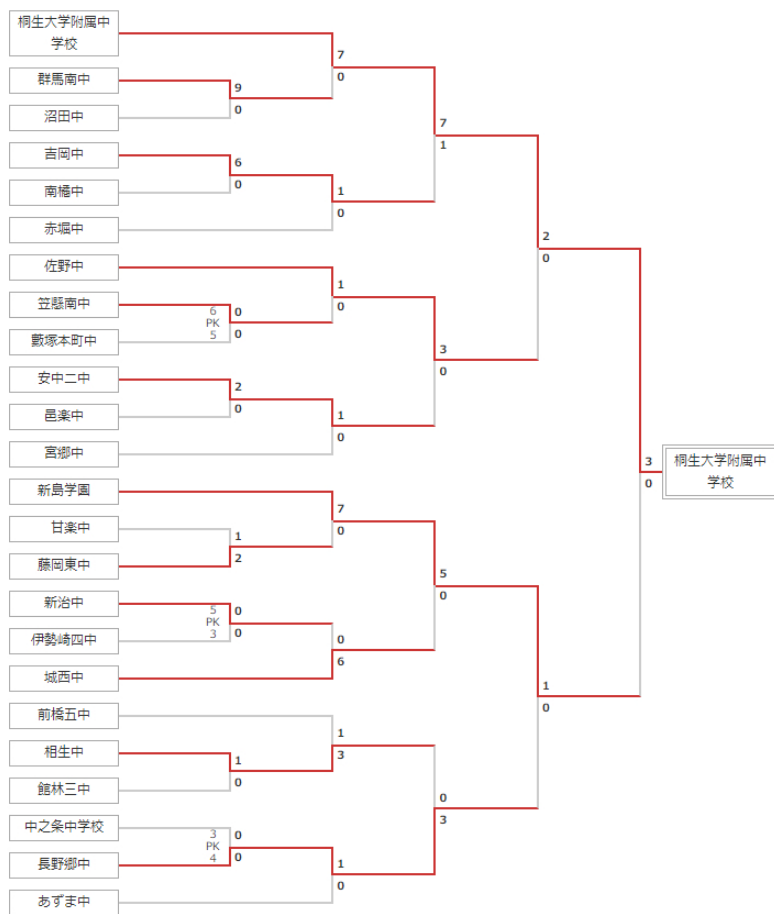 桐生大学附属中
学校
7
0
群馬南中
9
0
沼田中
7
1
吉岡中
6
0
南橘中
1
0
赤堀中
2
0
佐野中
1
0
笠懸南中
6
PK
5
0
0
藪塚本町中
3
0
安中二中
2
0
邑楽中
1
0
宮郷中
3
0
桐生大学附属中
学校
新島学園
7
0
甘楽中
1
2
藤岡東中
5
0
新治中
5
PK
3
0
0
伊勢崎四中
0
6
城西中
1
0
前橋五中
1
3
相生中
1
0
館林三中
0
3
中之条中学校
3
PK
4
0
0
長野郷中
1
0
あずま中